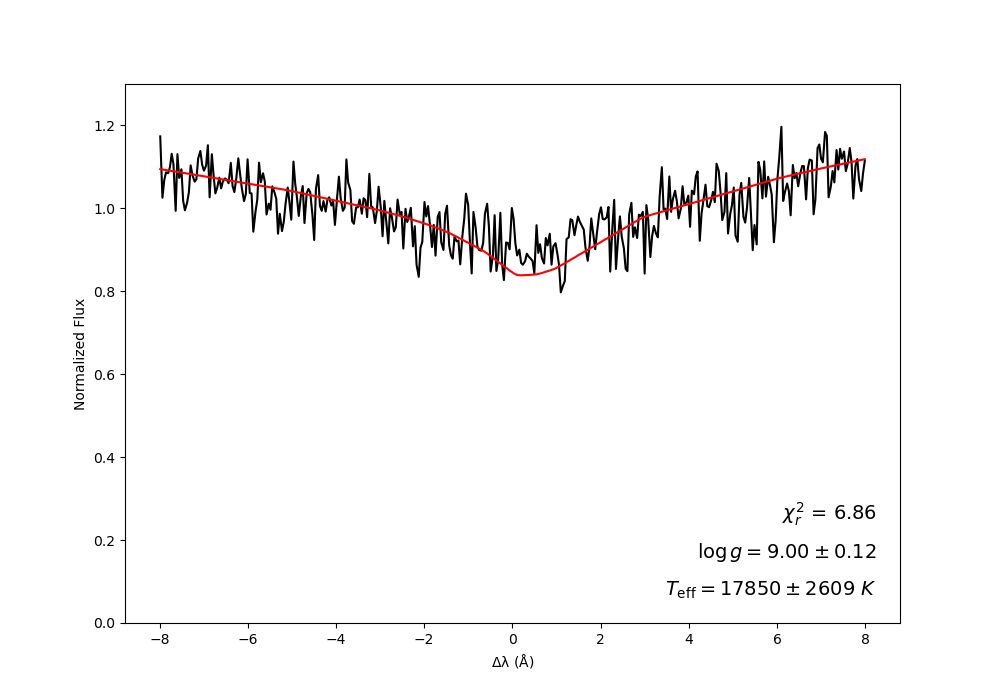 1.2
1.0
0.8
0.6
0.4
0.2
0.0
Normalized Flux
χ²ᵣ = 6.86
log g = 9.00 ± 0.12
T_eff = 17850 ± 2609 K
−8 −6 −4 −2 0 2 4 6 8
Δλ (Å)